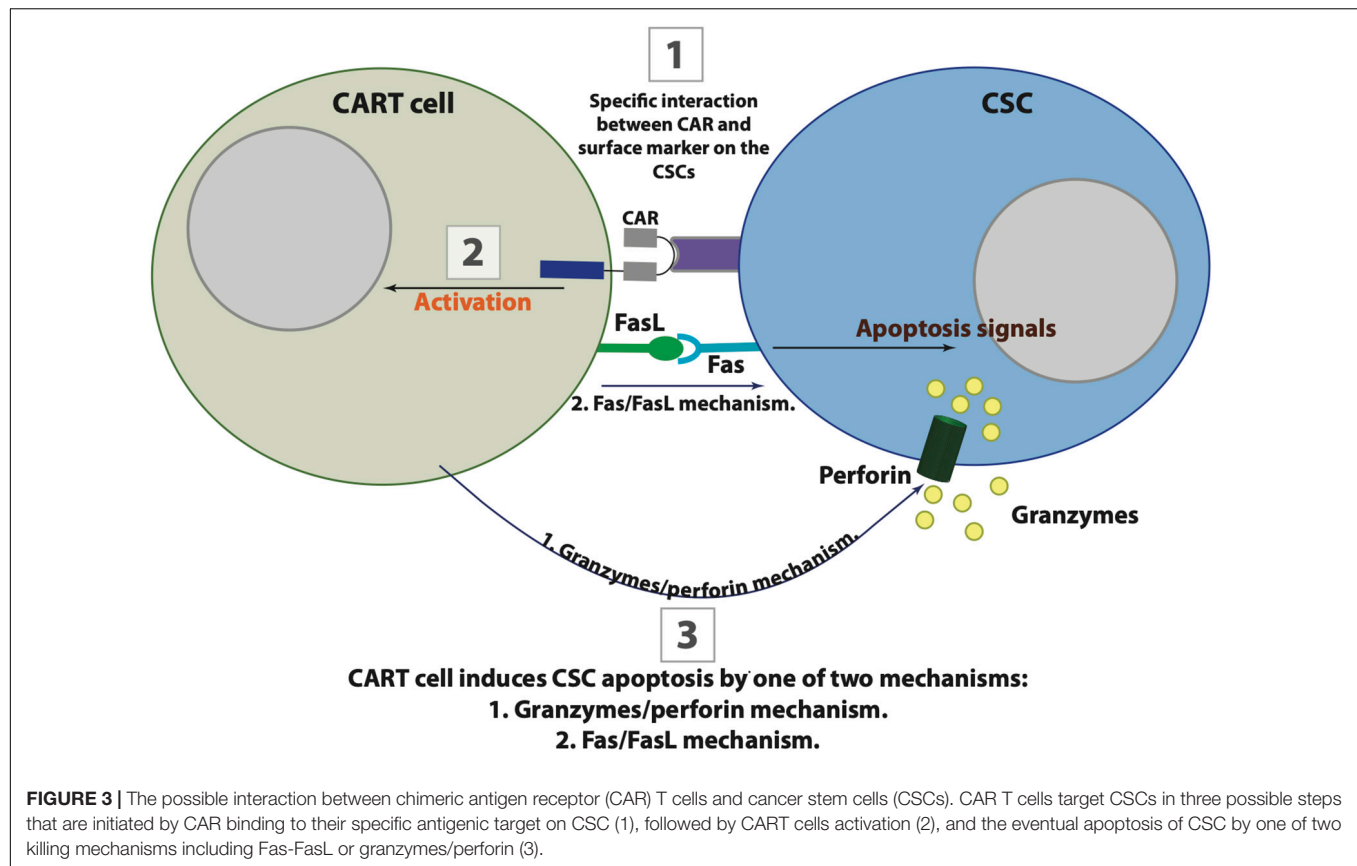 1
Specific interaction
between CAR and
surface marker on the
CSCs
CART cell
CSC
CAR
2
Activation
FasL
Fas
Apoptosis signals
2. Fas/FasL mechanism.
Perforin
Granzymes
1. Granzymes/perforin mechanism.
3
CART cell induces CSC apoptosis by one of two mechanisms:
1. Granzymes/perforin mechanism.
2. Fas/FasL mechanism.
FIGURE 3 | The possible interaction between chimeric antigen receptor (CAR) T cells and cancer stem cells (CSCs). CAR T cells target CSCs in three possible steps
that are initiated by CAR binding to their specific antigenic target on CSC (1), followed by CART cells activation (2), and the eventual apoptosis of CSC by one of two
killing mechanisms including Fas-FasL or granzymes/perforin (3).